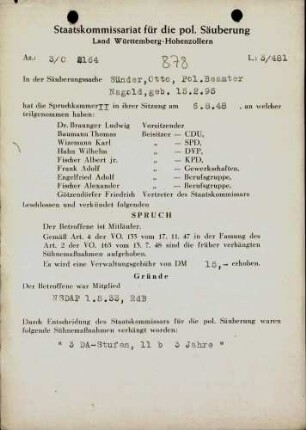 Staatskommissariat für die pol. Säuberung
Land Württemberg-Hohenzollern
Az.: 3/C 2164 878 L:3/481
In der Säuberungssache Sünder, Otto, Pol.Beamter
Nagold, geb. 15.2.95
hat die Spruchkammer II in ihrer Sitzung am 6.8.48 , an welcher
teilgenommen haben:
Dr. Braunger Ludwig Vorsitzender
Baumann Thomas Beisitzer — CDU,
Wizemann Karl „ — SPD,
Hahn Wilhelm „ — DVP,
Fischer Albert jr. „ — KPD,
Frank Adolf „ — Gewerkschaften,
Engelfried Adolf „ — Berufsgruppe,
Fischer Alexander „ — Berufsgruppe,
Götzendörfer Friedrich Vertreter des Staatskommissars
beschlossen und verkündet folgenden
SPRUCH
Der Betroffene ist Mitläufer.
Gemäß Art. 4 der VO. 133 vom 17. 11. 47 in der Fassung des
Art. 2 der VO. 165 vom 13. 7. 48 sind die früher verhängten
Sühnemaßnahmen aufgehoben.
Es wird eine Verwaltungsgebühr von DM 15,- erhoben.
Gründe
Der Betroffene war Mitglied
NSDAP 1.5.33, RdB
Durch Entscheidung des Staatskommissars für die pol. Säuberung waren
folgende Sühnemaßnahmen verhängt worden:
" 3 DA-Stufen, 11 b 3 Jahre "